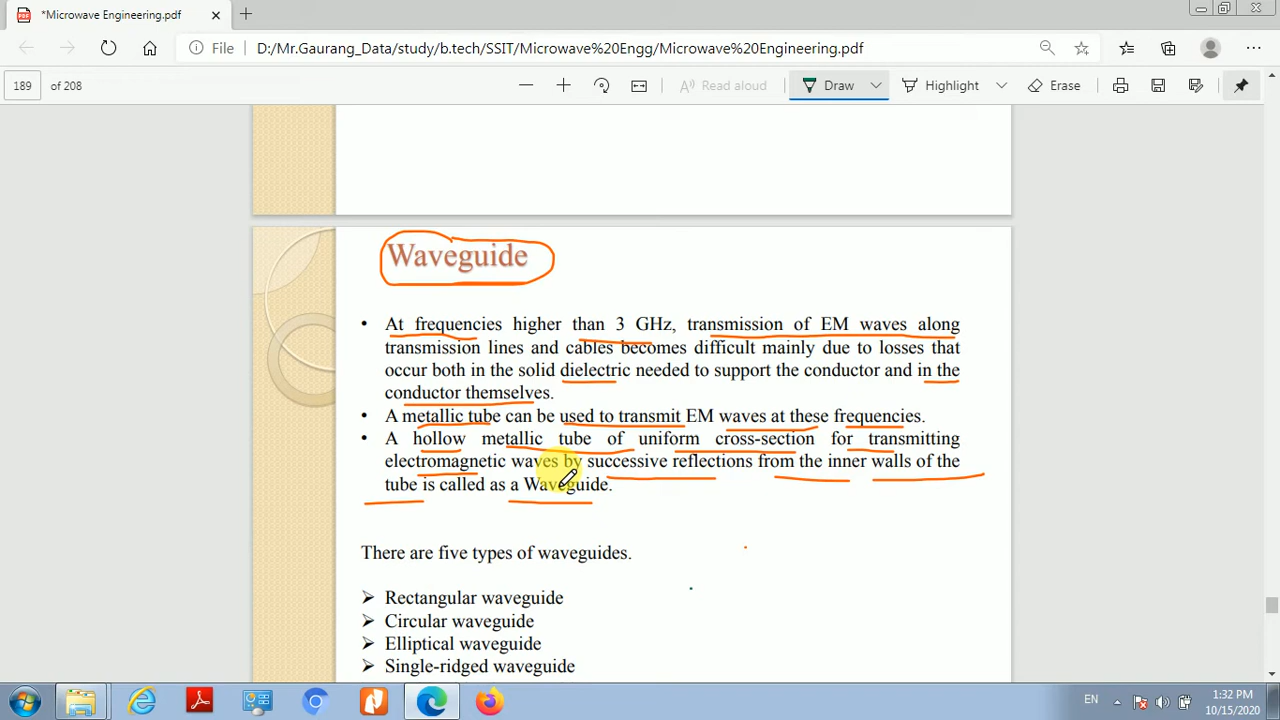 *Microwave Engineering.pdf
File D:/Mr.Gaurang_Data/study/b.tech/SSIT/Microwave%20Engg/Microwave%20Engineering.pdf
189 of 208 Read aloud Draw Highlight Erase
Waveguide
• At frequencies higher than 3 GHz, transmission of EM waves along
transmission lines and cables becomes difficult mainly due to losses that
occur both in the solid dielectric needed to support the conductor and in the
conductor themselves.
• A metallic tube can be used to transmit EM waves at these frequencies.
• A hollow metallic tube of uniform cross-section for transmitting
electromagnetic waves by successive reflections from the inner walls of the
tube is called as a Waveguide.
There are five types of waveguides.
➢ Rectangular waveguide
➢ Circular waveguide
➢ Elliptical waveguide
➢ Single-ridged waveguide
EN 1:32 PM
10/15/2020